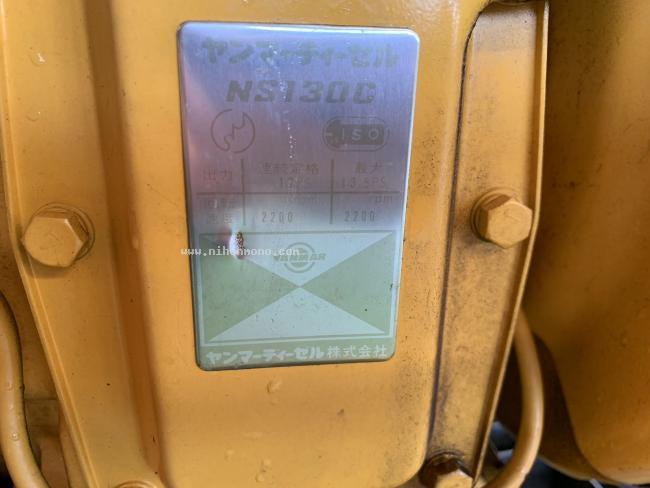 ヤンマーディーゼル
NS130C
ISO
出力 連続定格 最大
13.5PS
2200 2200
www.nihonmono.com
YANMAR
ヤンマーディーゼル株式会社